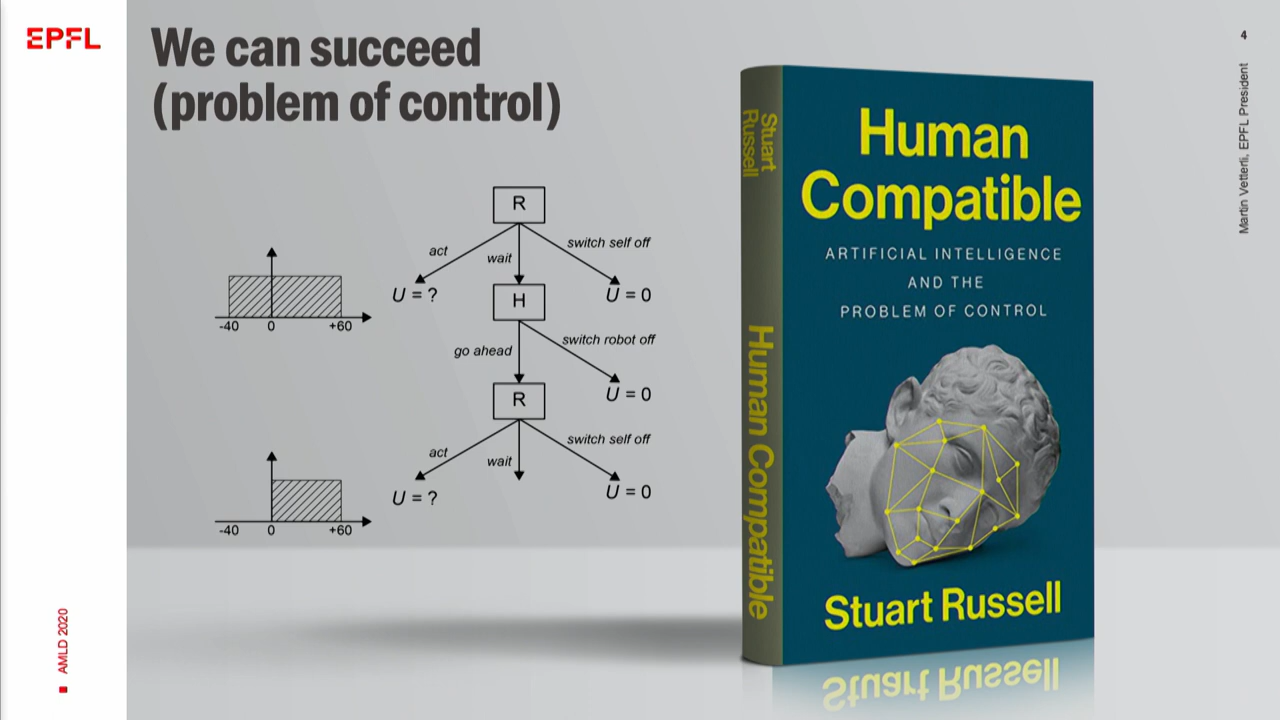 EPFL
We can succeed
(problem of control)
4
Martin Vetterli, EPFL President
R
act
wait
switch self off
U = ?
H
U = 0
-40
0
+60
go ahead
switch robot off
R
U = 0
act
wait
switch self off
U = ?
U = 0
-40
0
+60
Stuart
Russell
Human Compatible
Human
Compatible
ARTIFICIAL INTELLIGENCE
AND THE
PROBLEM OF CONTROL
Stuart Russell
Stuart Russell
AMLD 2020